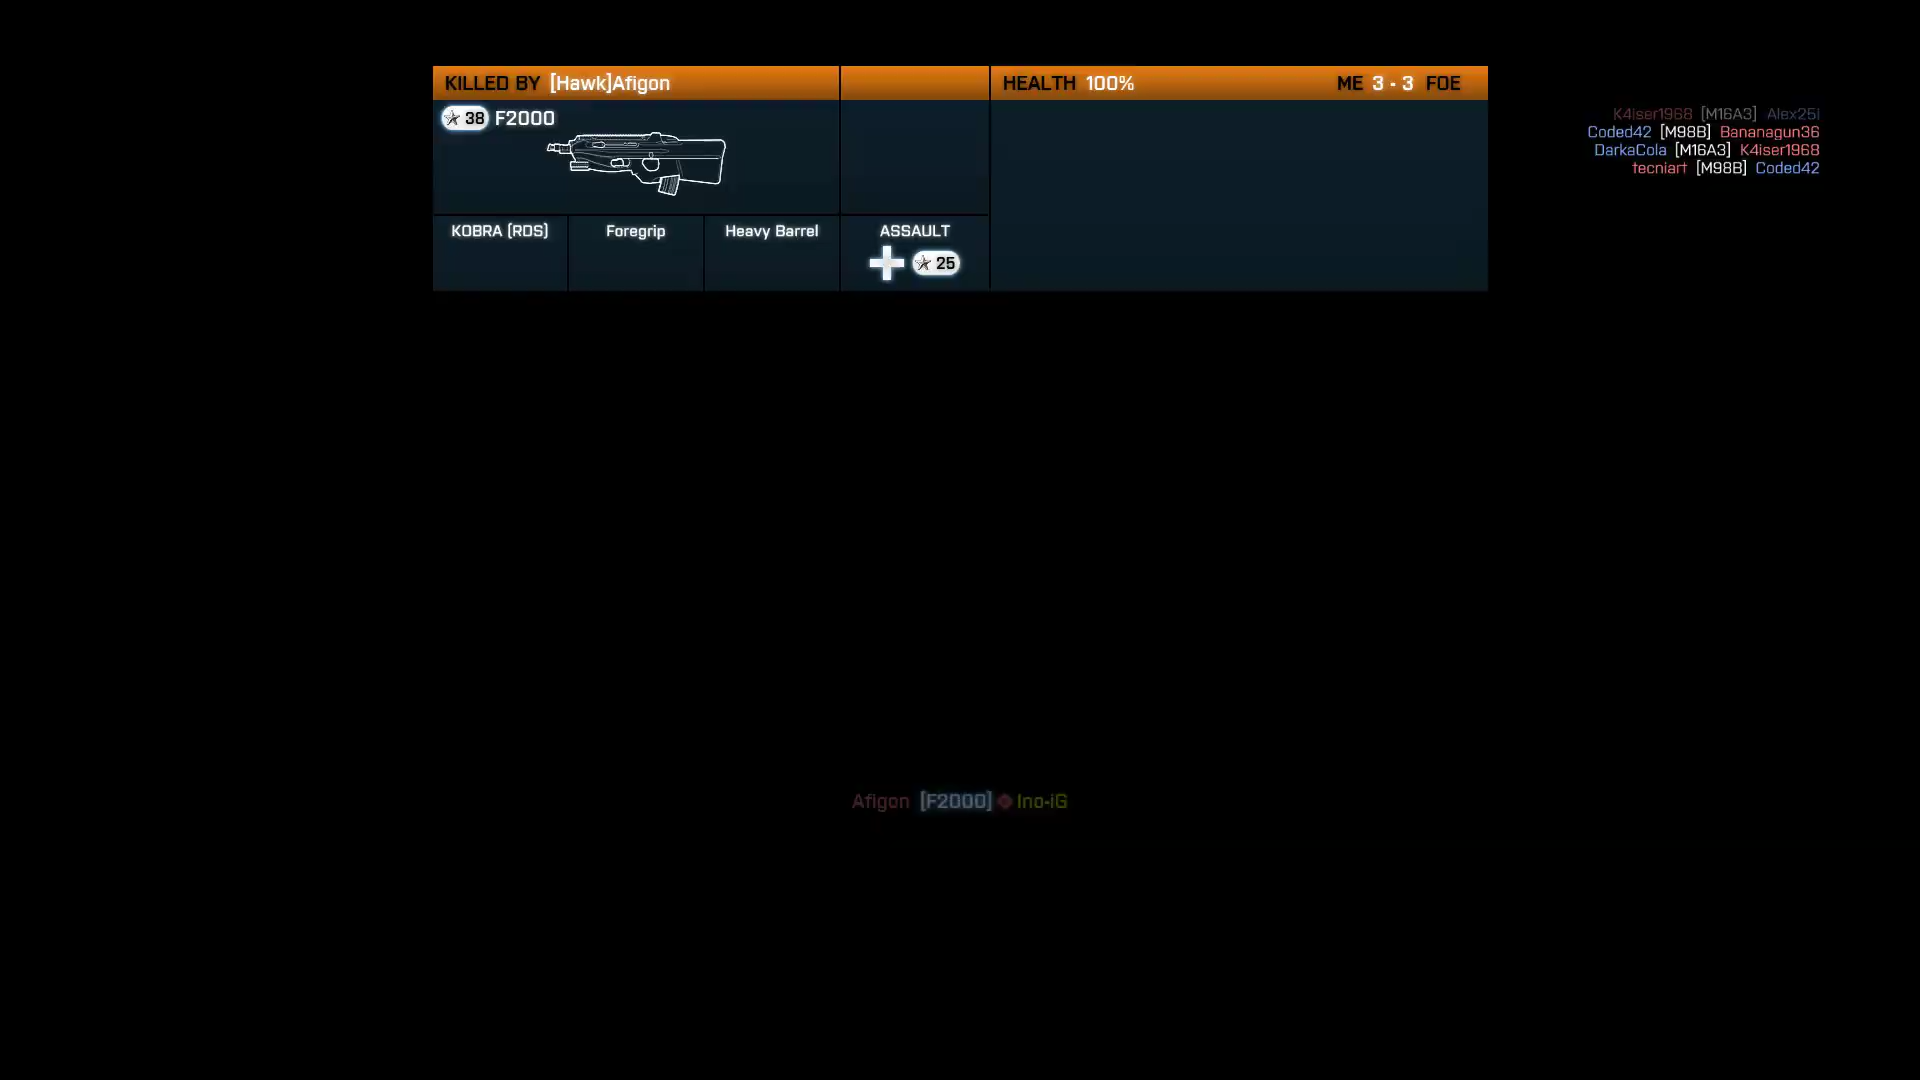 KILLED BY [Hawk]Afigon
HEALTH 100%
ME 3 - 3 FOE
38 F2000
KOBRA (RDS)
Foregrip
Heavy Barrel
ASSAULT
25
K4iser1968 [M16A3] Alex25l
Coded42 [M98B] Bananagun36
DarkaCola [M16A3] K4iser1968
tecniart [M98B] Coded42
Afigon [F2000] Ino-iG